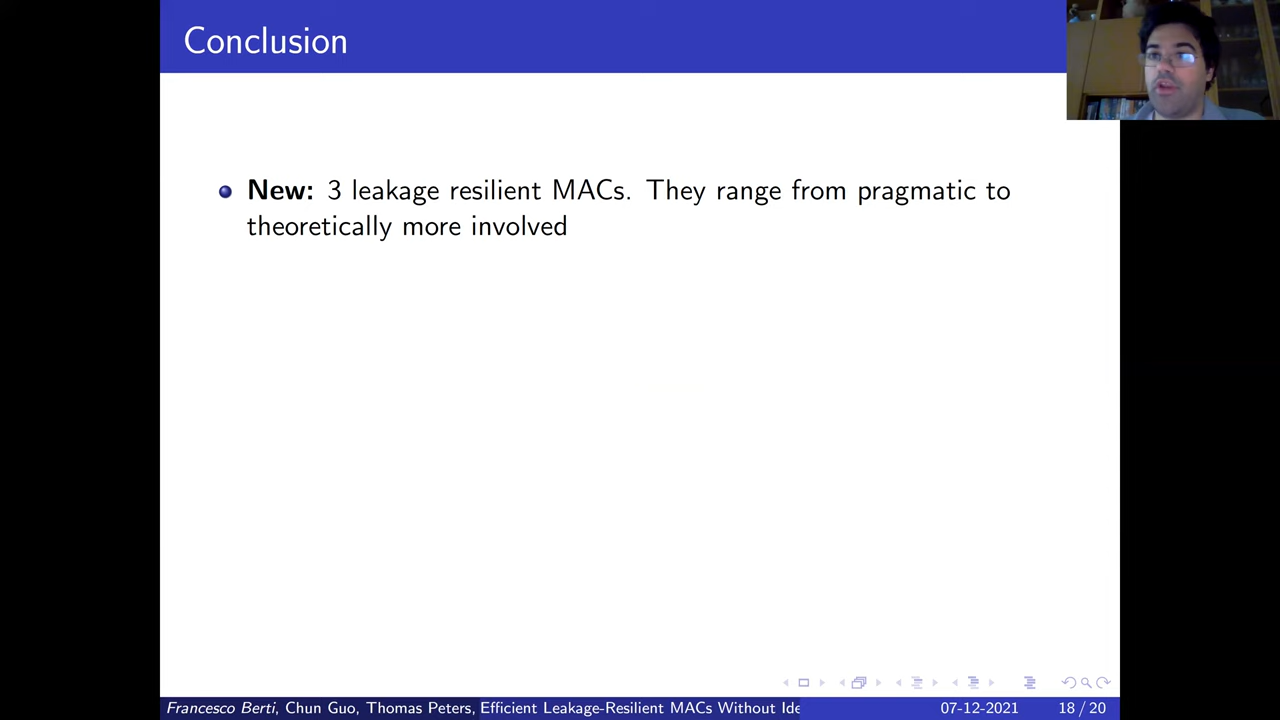 Conclusion
New: 3 leakage resilient MACs. They range from pragmatic to
theoretically more involved
Francesco Berti, Chun Guo, Thomas Peters, Efficient Leakage-Resilient MACs Without Ide 07-12-2021 18 / 20